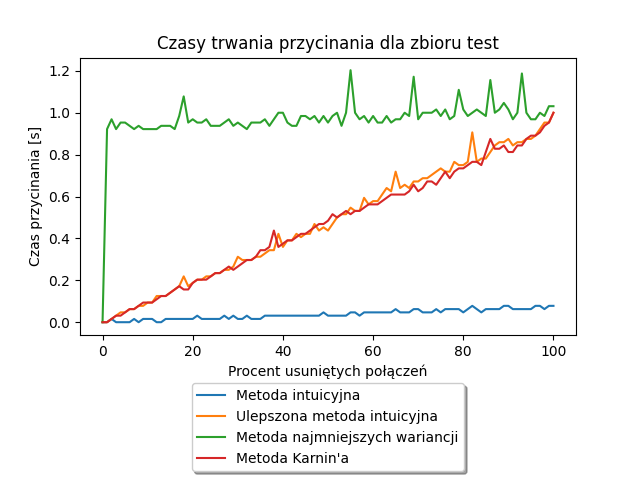 Czasy trwania przycinania dla zbioru test
Czas przycinania [s]
1.2
1.0
0.8
0.6
0.4
0.2
0.0
0 20 40 60 80 100
Procent usuniętych połączeń
Metoda intuicyjna
Ulepszona metoda intuicyjna
Metoda najmniejszych wariancji
Metoda Karnin'a